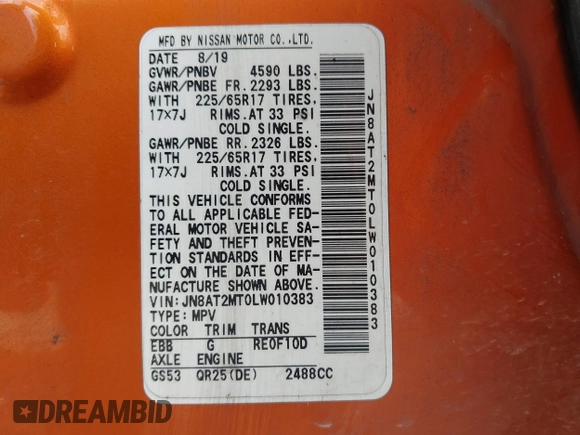 MFD BY NISSAN MOTOR CO.,LTD.
DATE 8/19
GVWR/PNBV 4590 LBS.
GAWR/PNBE FR. 2293 LBS.
WITH 225/65R17 TIRES,
17×7J RIMS.AT 33 PSI
COLD SINGLE.
GAWR/PNBE RR. 2326 LBS.
WITH 225/65R17 TIRES,
17×7J RIMS.AT 33 PSI
COLD SINGLE.
THIS VEHICLE CONFORMS
TO ALL APPLICABLE FED-
ERAL MOTOR VEHICLE SA-
FETY AND THEFT PREVEN-
TION STANDARDS IN EFF-
ECT ON THE DATE OF MA-
NUFACTURE SHOWN ABOVE.
VIN:JN8AT2MT0LW010383
TYPE:MPV
COLOR TRIM TRANS
EBB G RE0F10D
AXLE ENGINE
GS53 QR25(DE) 2488CC
JN8AT2MT0LW010383
DREAMBID